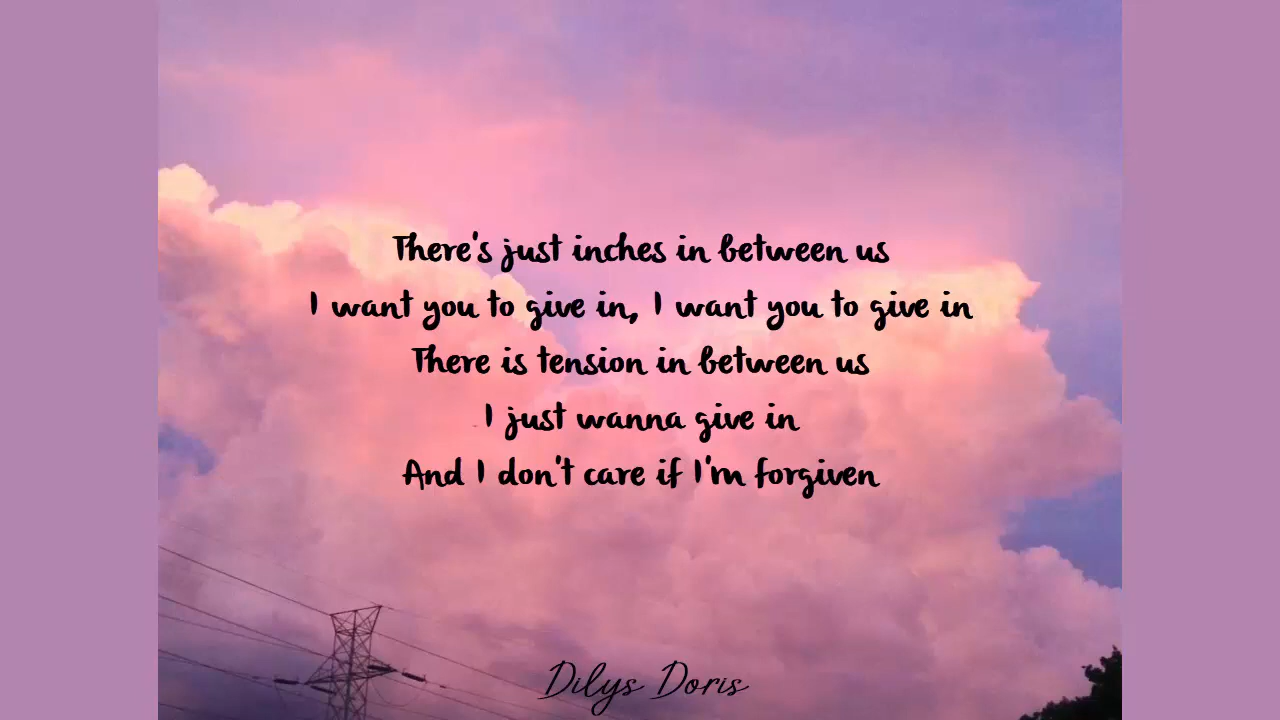 There's just inches in between us
I want you to give in, I want you to give in
There is tension in between us
I just wanna give in
And I don't care if I'm forgiven
Dilys Doris